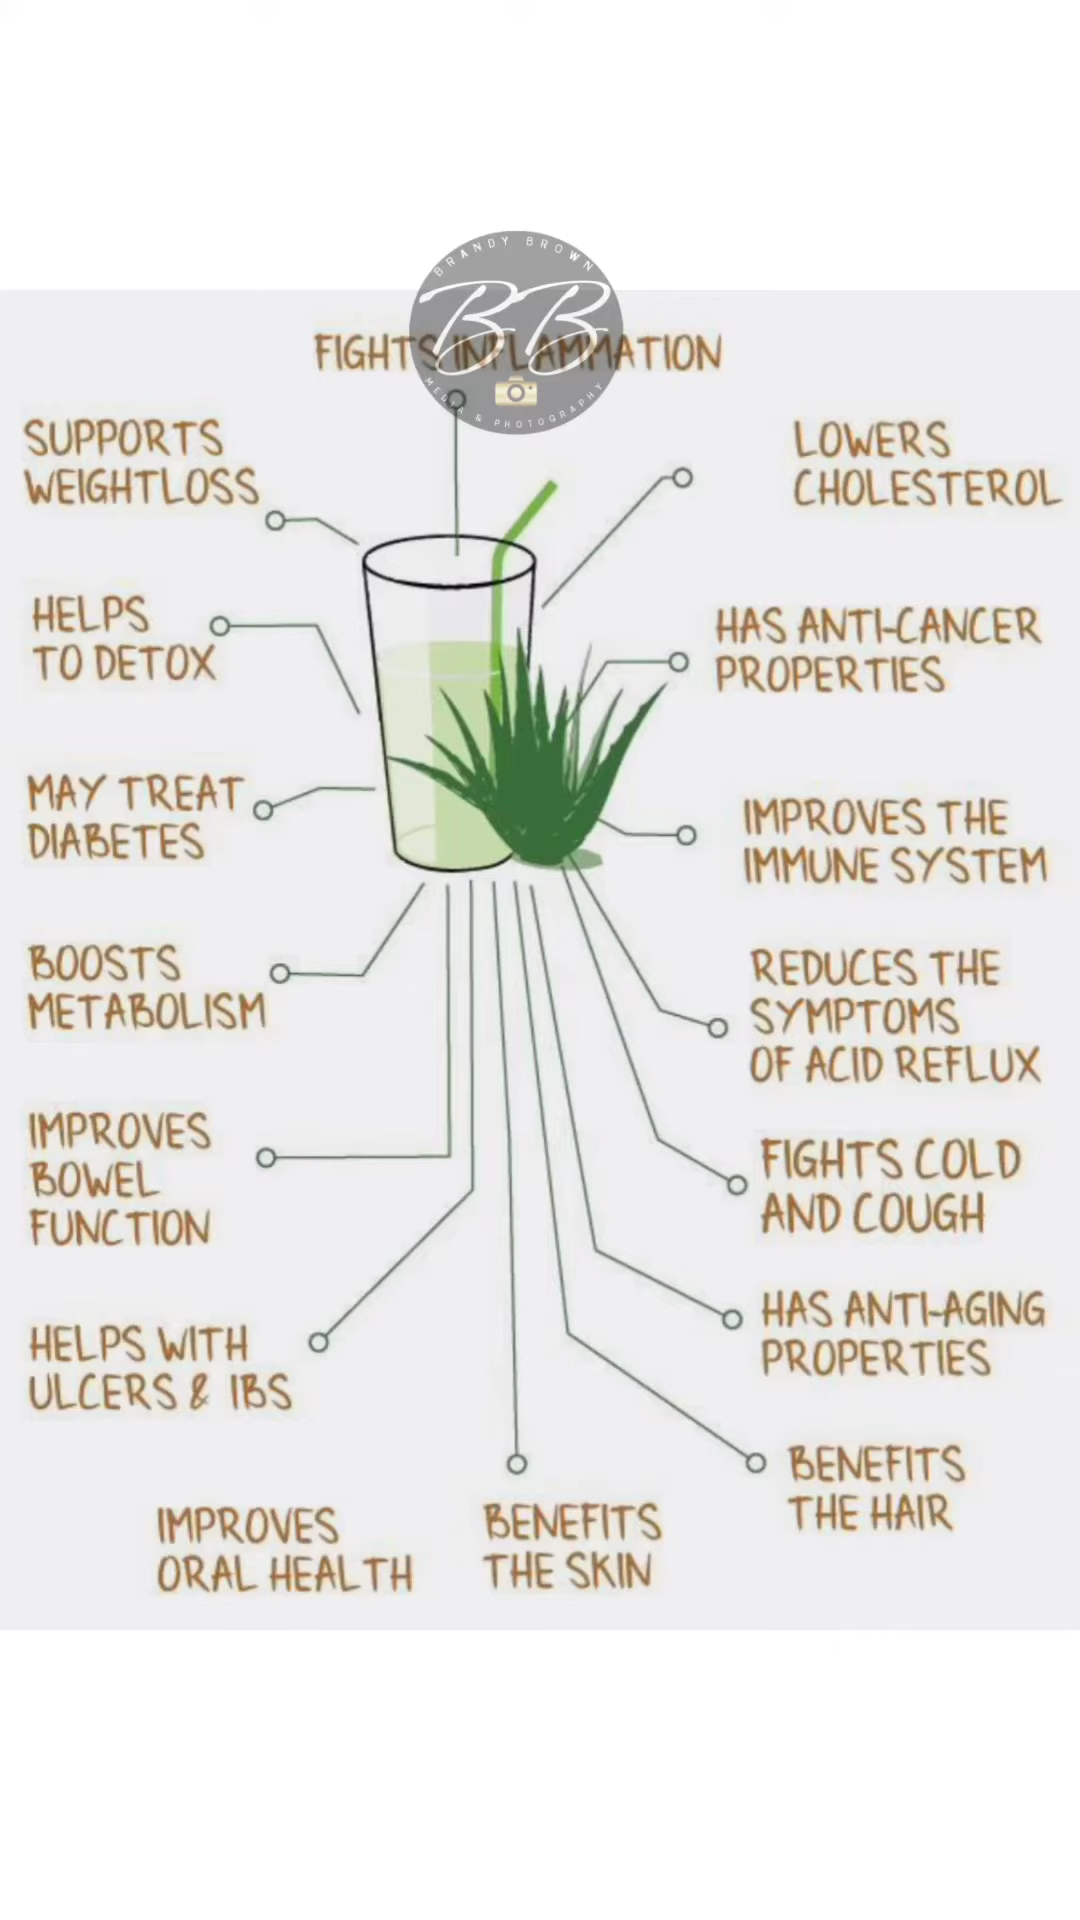 BRANDY BROWN
BB
MEDIA & PHOTOGRAPHY
FIGHTS INFLAMMATION
SUPPORTS
WEIGHTLOSS
LOWERS
CHOLESTEROL
HELPS
TO DETOX
HAS ANTI-CANCER
PROPERTIES
MAY TREAT
DIABETES
IMPROVES THE
IMMUNE SYSTEM
BOOSTS
METABOLISM
REDUCES THE
SYMPTOMS
OF ACID REFLUX
IMPROVES
BOWEL
FUNCTION
FIGHTS COLD
AND COUGH
HELPS WITH
ULCERS & IBS
HAS ANTI-AGING
PROPERTIES
BENEFITS
THE HAIR
IMPROVES
ORAL HEALTH
BENEFITS
THE SKIN